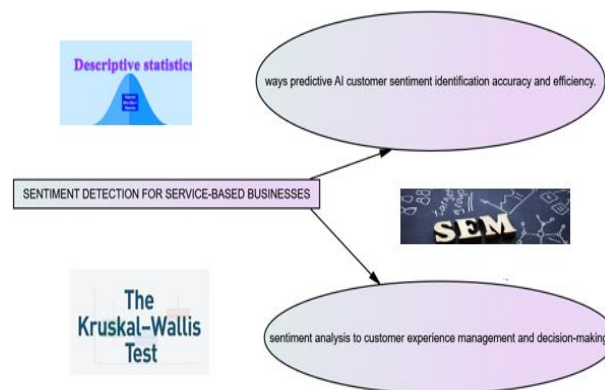 Descriptive statistics
ways predictive AI customer sentiment identification accuracy and efficiency.
SENTIMENT DETECTION FOR SERVICE-BASED BUSINESSES
SEM
The
Kruskal–Wallis
Test
sentiment analysis to customer experience management and decision-making